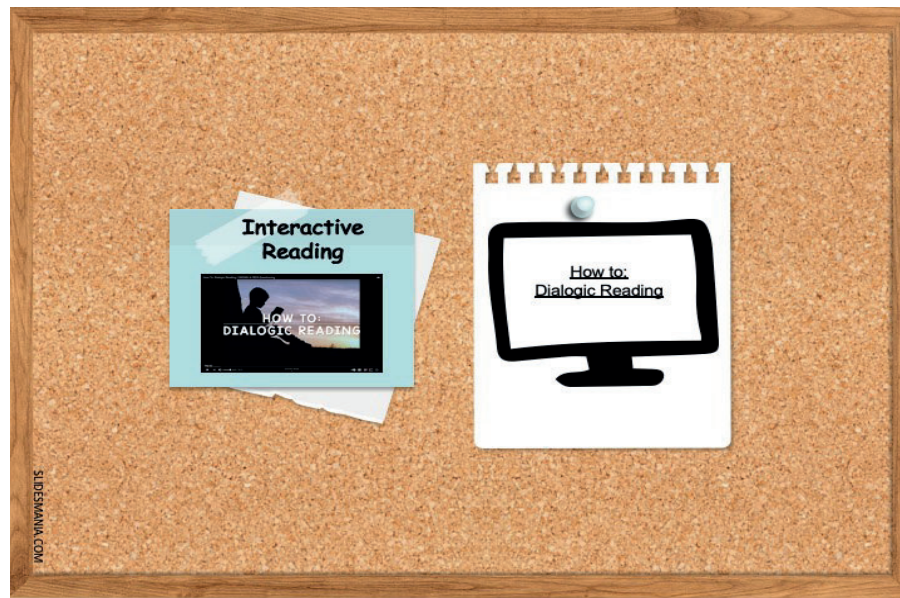 Interactive
Reading
HOW TO:
DIALOGIC READING
How to:
Dialogic Reading
SLIDESMANIA.COM